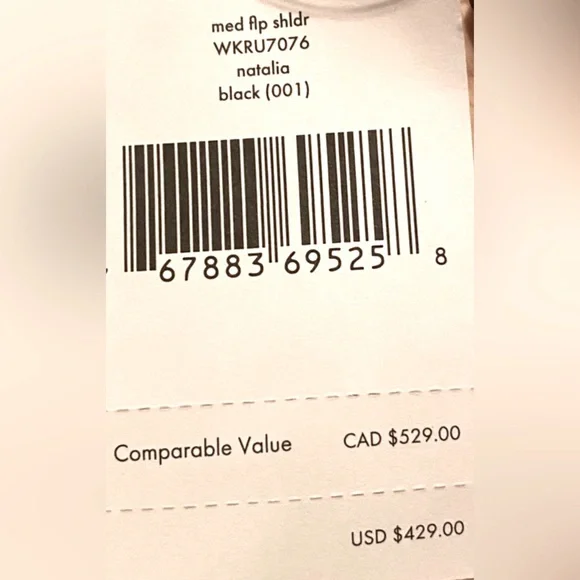 med flp shldr
WKRU7076
natalia
black (001)
67883 69525 8
Comparable Value CAD $529.00
USD $429.00